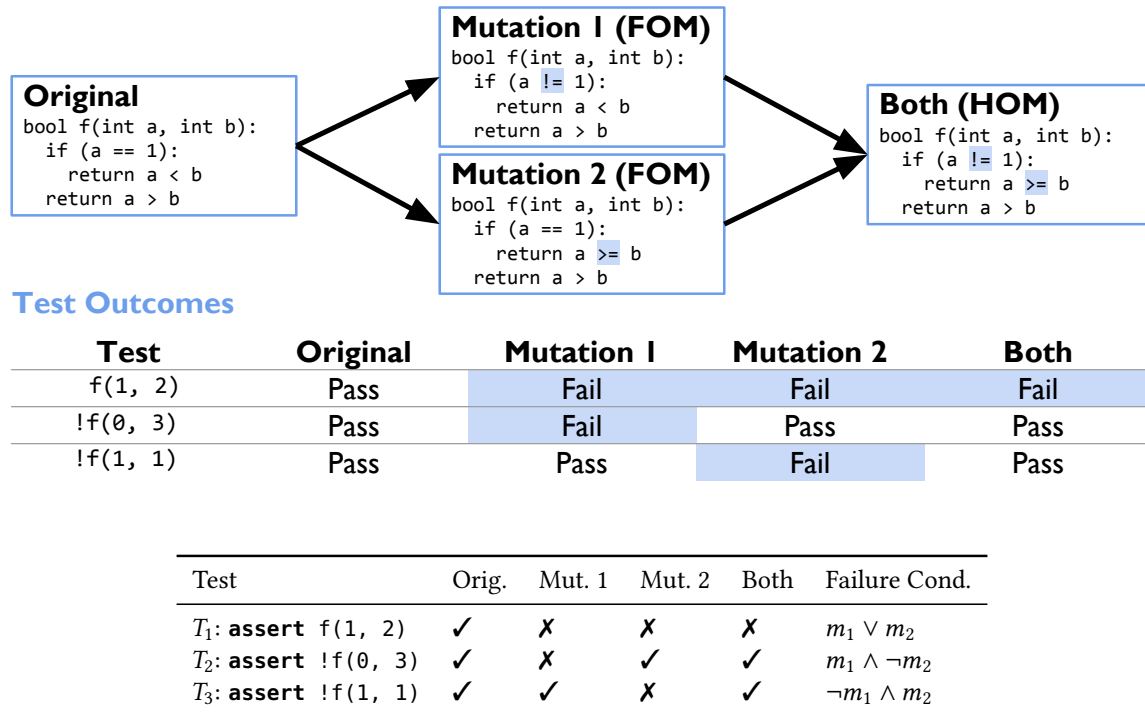 Original
bool f(int a, int b):
if (a == 1):
return a < b
return a > b
Mutation 1 (FOM)
bool f(int a, int b):
if (a != 1):
return a < b
return a > b
Mutation 2 (FOM)
bool f(int a, int b):
if (a == 1):
return a >= b
return a > b
Both (HOM)
bool f(int a, int b):
if (a != 1):
return a >= b
return a > b
Test Outcomes
Test Original Mutation 1 Mutation 2 Both
f(1, 2) Pass Fail Fail Fail
!f(0, 3) Pass Fail Pass Pass
!f(1, 1) Pass Pass Fail Pass
Test Orig. Mut. 1 Mut. 2 Both Failure Cond.
T₁: assert f(1, 2) ✓ ✗ ✗ ✗ m₁ ∨ m₂
T₂: assert !f(0, 3) ✓ ✗ ✓ ✓ m₁ ∧ ¬m₂
T₃: assert !f(1, 1) ✓ ✓ ✗ ✓ ¬m₁ ∧ m₂